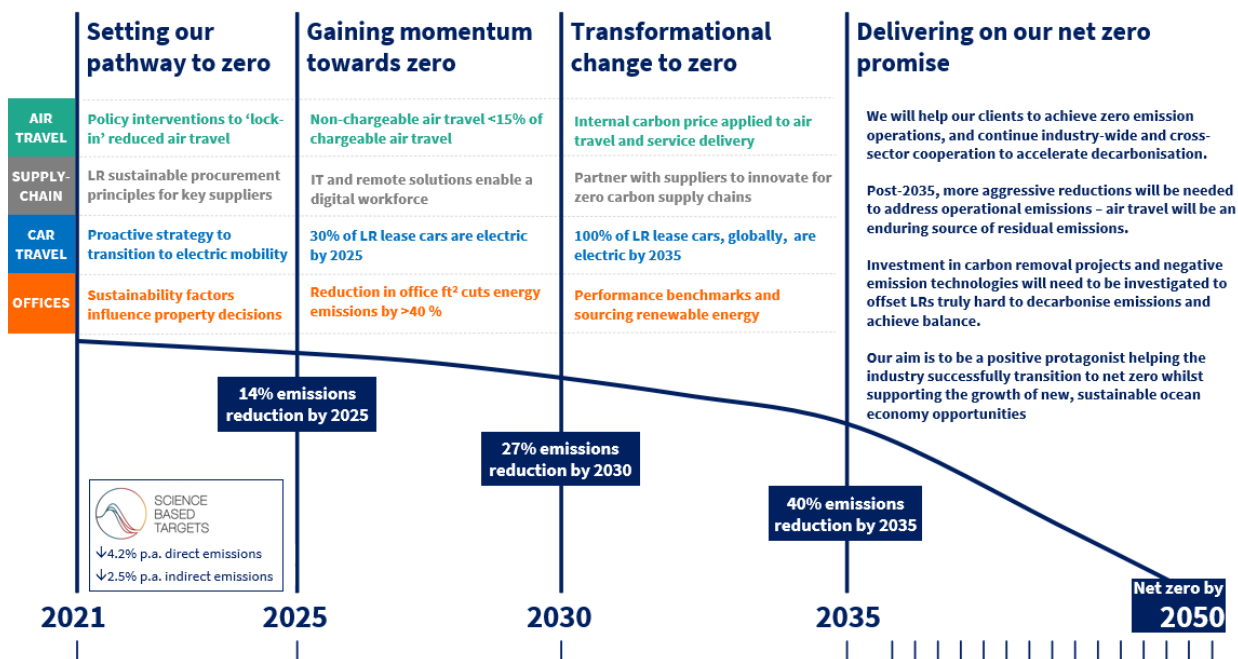 Setting our
pathway to zero
Gaining momentum
towards zero
Transformational
change to zero
Delivering on our net zero
promise
AIR
TRAVEL
Policy interventions to ‘lock-
in’ reduced air travel
Non-chargeable air travel <15% of
chargeable air travel
Internal carbon price applied to air
travel and service delivery
SUPPLY-
CHAIN
LR sustainable procurement
principles for key suppliers
IT and remote solutions enable a
digital workforce
Partner with suppliers to innovate for
zero carbon supply chains
CAR
TRAVEL
Proactive strategy to
transition to electric mobility
30% of LR lease cars are electric
by 2025
100% of LR lease cars, globally, are
electric by 2035
OFFICES
Sustainability factors
influence property decisions
Reduction in office ft² cuts energy
emissions by >40 %
Performance benchmarks and
sourcing renewable energy
We will help our clients to achieve zero emission
operations, and continue industry-wide and cross-
sector cooperation to accelerate decarbonisation.
Post-2035, more aggressive reductions will be needed
to address operational emissions – air travel will be an
enduring source of residual emissions.
Investment in carbon removal projects and negative
emission technologies will need to be investigated to
offset LRs truly hard to decarbonise emissions and
achieve balance.
Our aim is to be a positive protagonist helping the
industry successfully transition to net zero whilst
supporting the growth of new, sustainable ocean
economy opportunities
14% emissions
reduction by 2025
27% emissions
reduction by 2030
40% emissions
reduction by 2035
SCIENCE
BASED
TARGETS
↓4.2% p.a. direct emissions
↓2.5% p.a. indirect emissions
Net zero by
2050
2021
2025
2030
2035